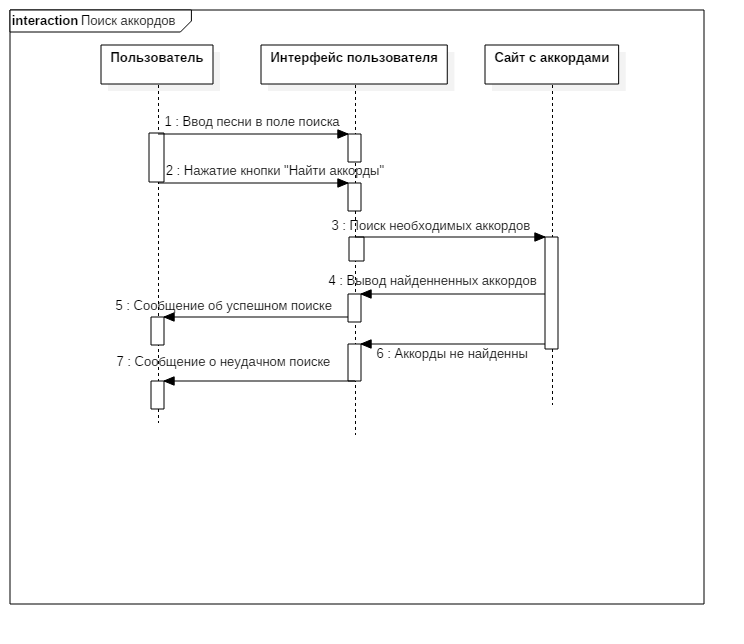 interaction Поиск аккордов
Пользователь
Интерфейс пользователя
Сайт с аккордами
1 : Ввод песни в поле поиска
2 : Нажатие кнопки "Найти аккорды"
3 : Поиск необходимых аккордов
4 : Вывод найденненных аккордов
5 : Сообщение об успешном поиске
6 : Аккорды не найденны
7 : Сообщение о неудачном поиске